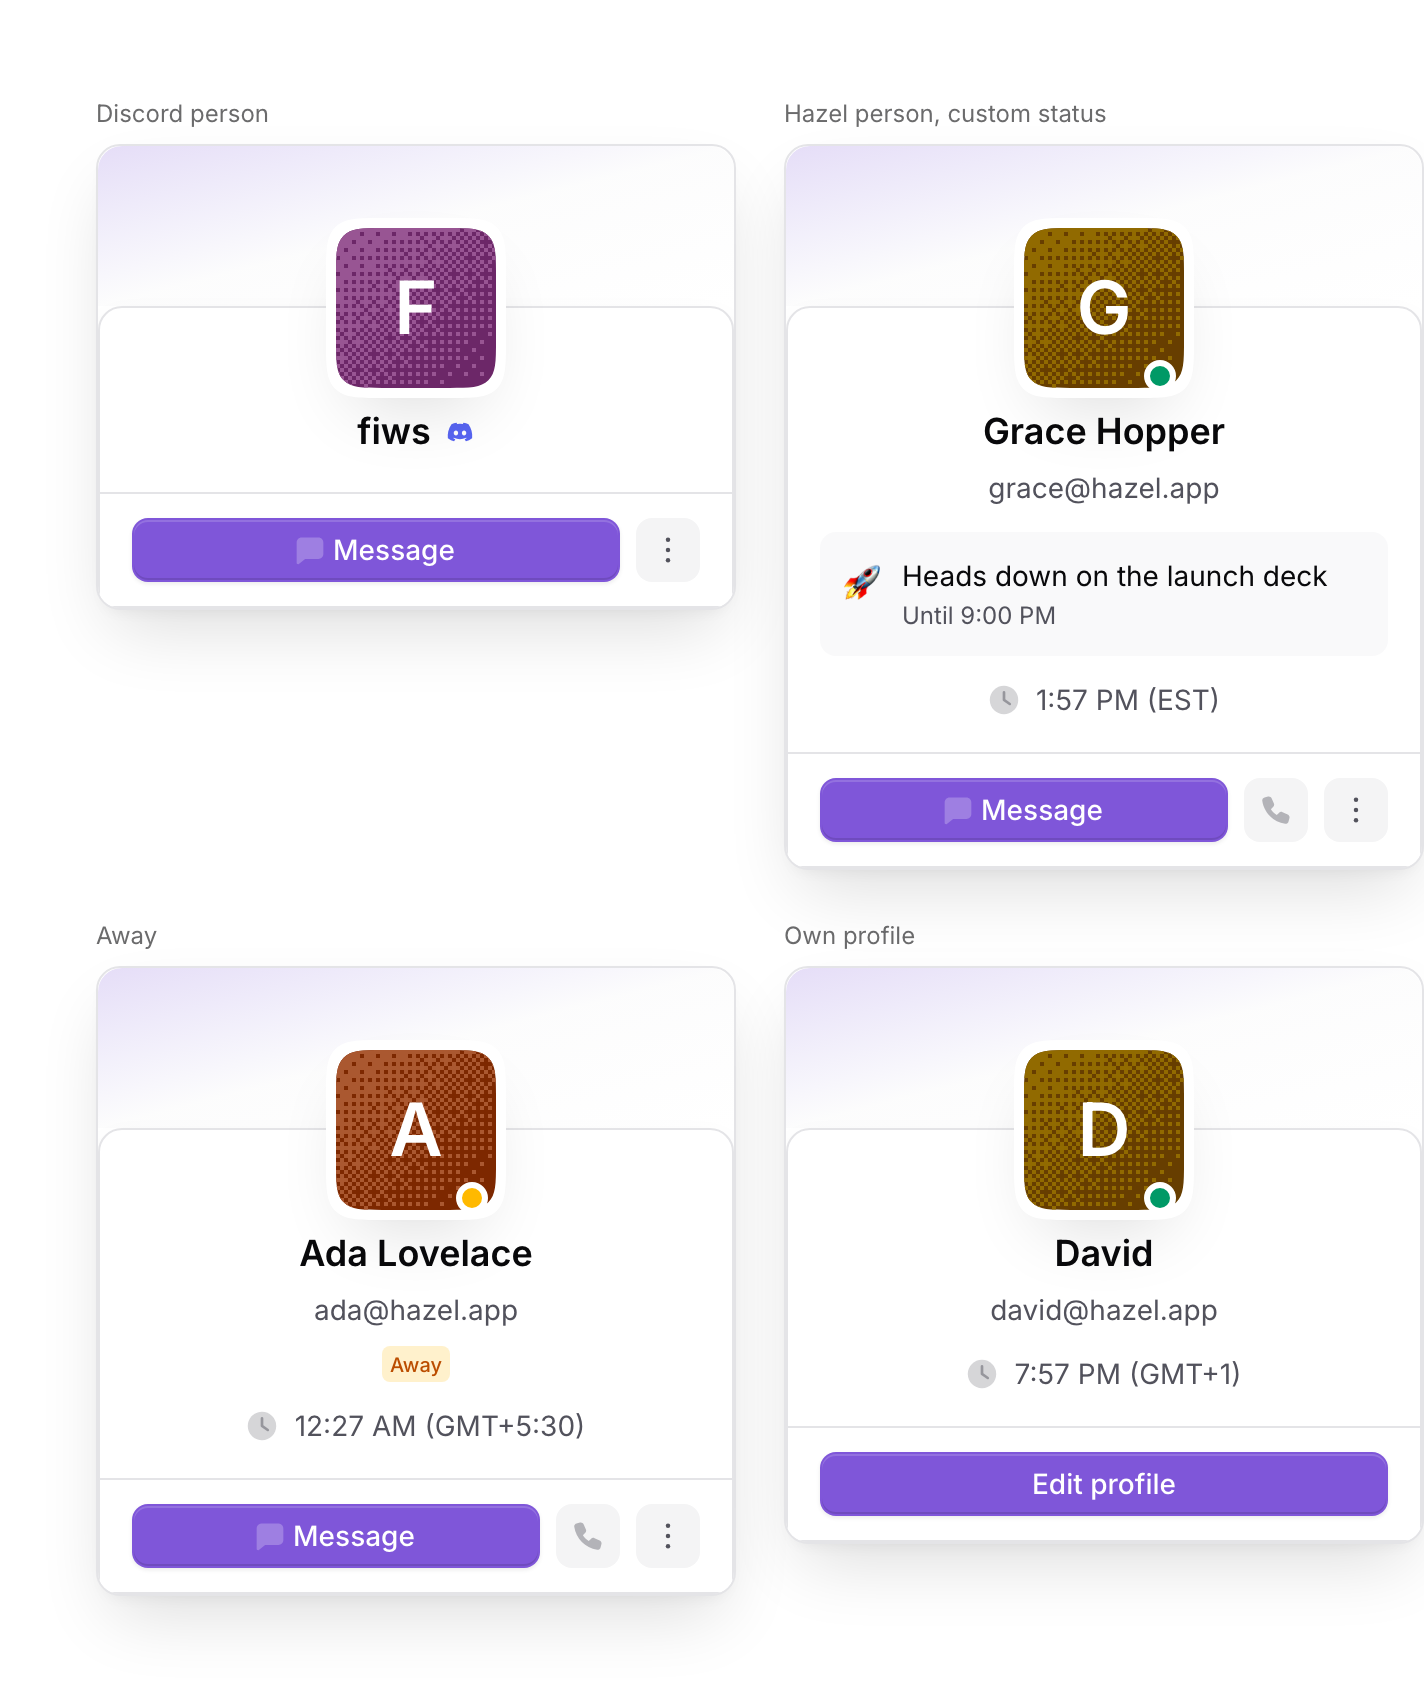 Discord person
F
fiws
Message
Hazel person, custom status
G
Grace Hopper
grace@hazel.app
🚀 Heads down on the launch deck
Until 9:00 PM
1:57 PM (EST)
Message
Away
A
Ada Lovelace
ada@hazel.app
Away
12:27 AM (GMT+5:30)
Message
Own profile
D
David
david@hazel.app
7:57 PM (GMT+1)
Edit profile